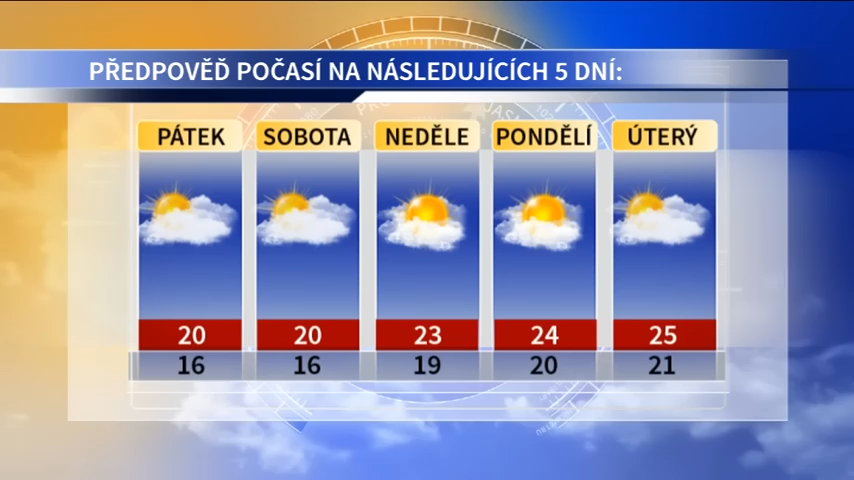 PŘEDPOVĚĎ POČASÍ NA NÁSLEDUJÍCÍCH 5 DNÍ:
PÁTEK SOBOTA NEDĚLE PONDĚLÍ ÚTERÝ
20 20 23 24 25
16 16 19 20 21